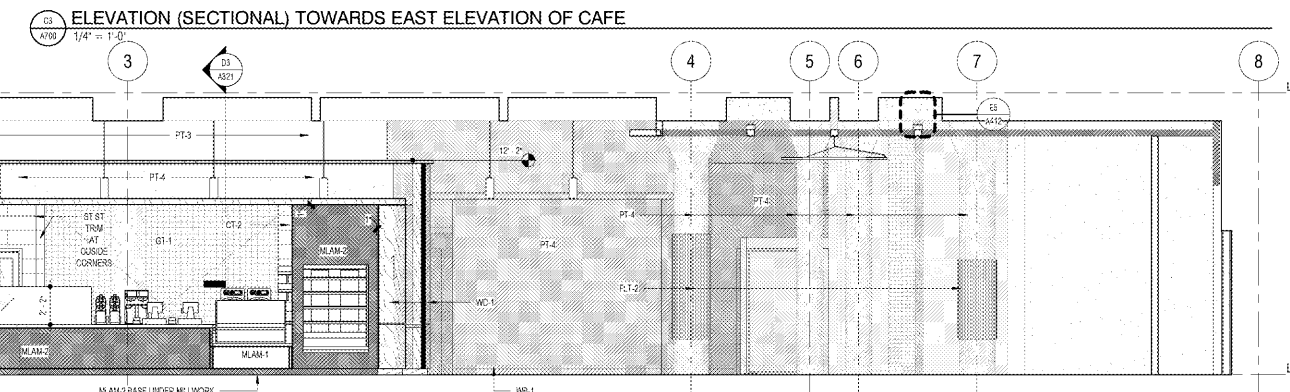 C3
A700
ELEVATION (SECTIONAL) TOWARDS EAST ELEVATION OF CAFE
1/4" = 1'-0"
3
D3
A321
4
5
6
7
8
E5
A412
PT-3
12' - 2"
PT-4
ST ST
TRIM
AT
OUSIDE
CORNERS
GT-1
CT-2
MLAM-2
PT-4
PT-4
PT-4
2'-2"
WD-1
MLAM-2
MLAM-1
MLAM-2 BASE UNDER MILLWORK
WB-1